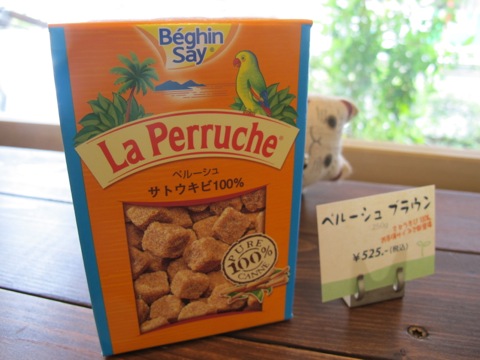 Béghin
Say
La Perruche
ペルーシュ
サトウキビ100%
PURE
100%
CANNE
ペルーシュ ブラウン
¥525.-(税込)